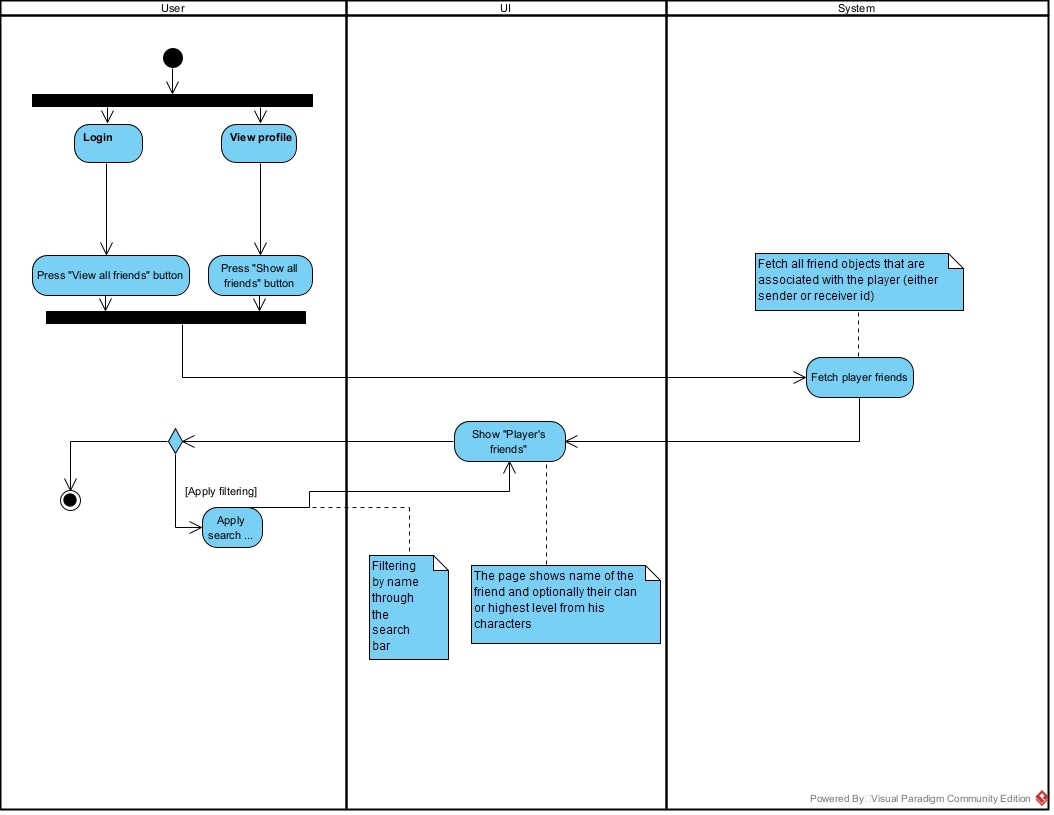 User
UI
System
Login
View profile
Press "View all friends" button
Press "Show all
friends" button
Fetch all friend objects that are
associated with the player (either
sender or receiver id)
Fetch player friends
Show "Player's
friends"
[Apply filtering]
Apply
search ...
Filtering
by name
through
the
search
bar
The page shows name of the
friend and optionally their clan
or highest level from his
characters
Powered By Visual Paradigm Community Edition